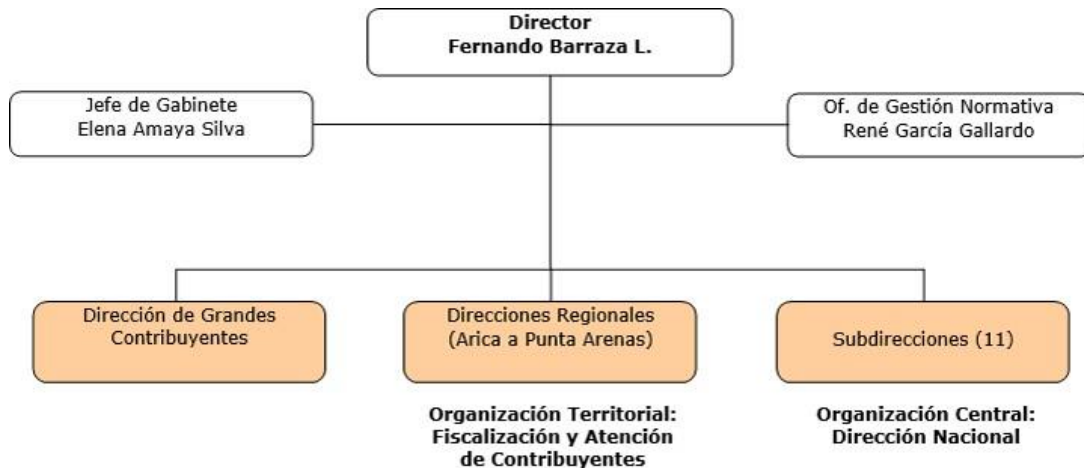 Director
Fernando Barraza L.
Jefe de Gabinete
Elena Amaya Silva
Of. de Gestión Normativa
René García Gallardo
Dirección de Grandes
Contribuyentes
Direcciones Regionales
(Arica a Punta Arenas)
Subdirecciones (11)
Organización Territorial:
Fiscalización y Atención
de Contribuyentes
Organización Central:
Dirección Nacional